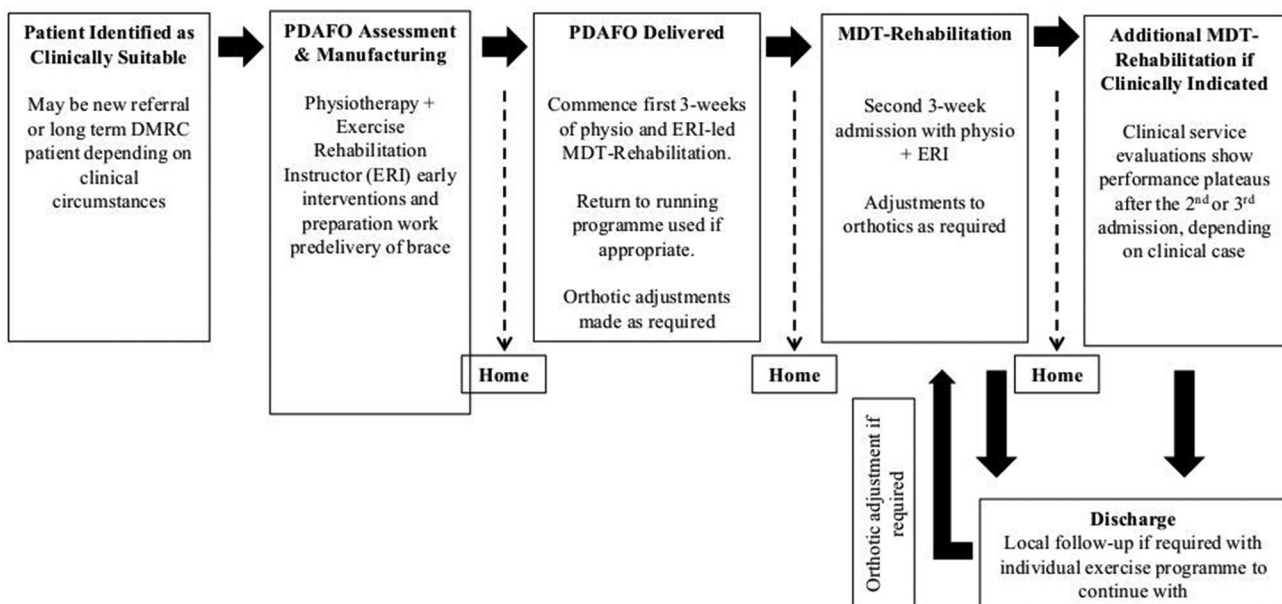 Patient Identified as
Clinically Suitable
May be new referral
or long term DMRC
patient depending on
clinical
circumstances
PDAFO Assessment
& Manufacturing
Physiotherapy +
Exercise
Rehabilitation
Instructor (ERI) early
interventions and
preparation work
predelivery of brace
PDAFO Delivered
Commence first 3-weeks
of physio and ERI-led
MDT-Rehabilitation.
Return to running
programme used if
appropriate.
Orthotic adjustments
made as required
MDT-Rehabilitation
Second 3-week
admission with physio
+ ERI
Adjustments to
orthotics as required
Additional MDT-
Rehabilitation if
Clinically Indicated
Clinical service
evaluations show
performance plateaus
after the 2nd or 3rd
admission, depending
on clinical case
Home
Home
Home
Orthotic adjustment if
required
Discharge
Local follow-up if required with
individual exercise programme to
continue with